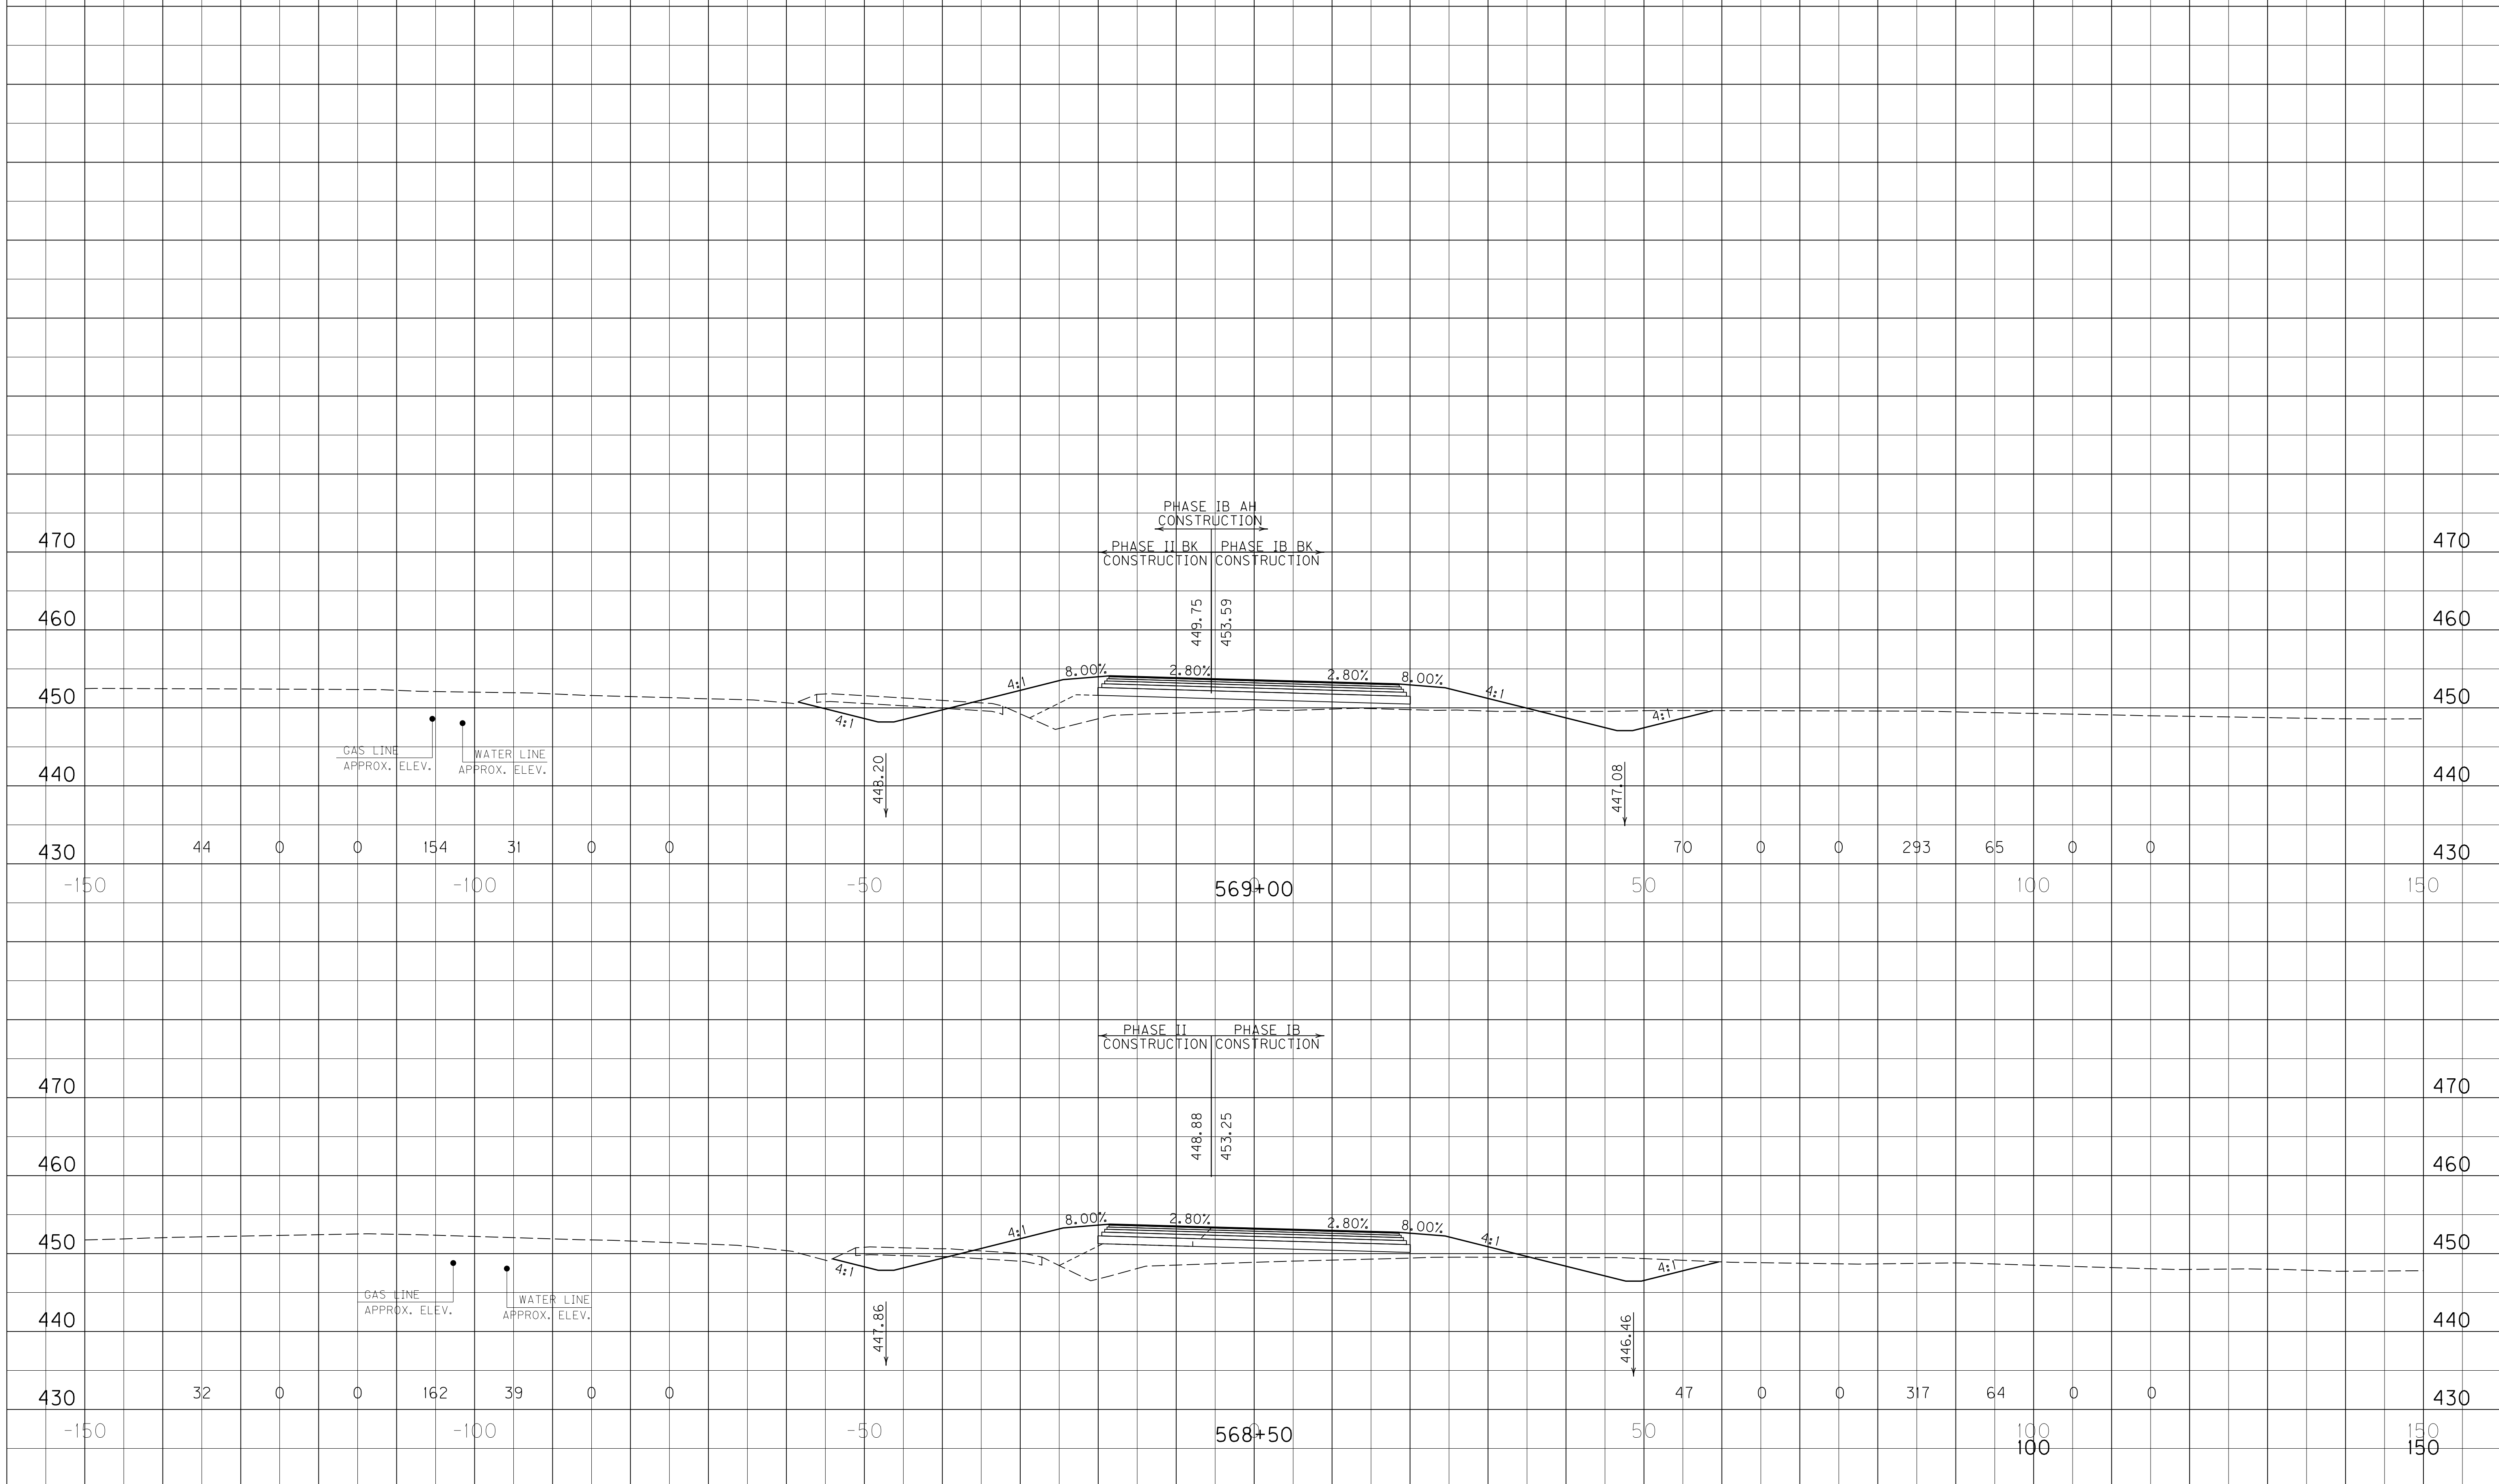 PHASE IB AH
CONSTRUCTION
470 PHASE II BK PHASE IB BK 470
CONSTRUCTION CONSTRUCTION
449.75 453.59
460 460
8.00% 2.80% 2.80% 8.00%
4:1 4:1
450 450
4:1 4:1
GAS LINE
APPROX. ELEV.
WATER LINE
APPROX. ELEV.
448.20 447.08
440 440
44 0 0 154 31 0 0 70 0 0 293 65 0 0
430 430
-150 -100 -50 0 50 100 150
569+00
PHASE II PHASE IB
CONSTRUCTION CONSTRUCTION
470 470
448.88 453.25
460 460
8.00% 2.80% 2.80% 8.00%
4:1 4:1
450 450
4:1 4:1
GAS LINE
APPROX. ELEV.
WATER LINE
APPROX. ELEV.
447.86 446.46
440 440
32 0 0 162 39 0 0 47 0 0 317 64 0 0
430 430
-150 -100 -50 0 50 100 150
568+50
100 150